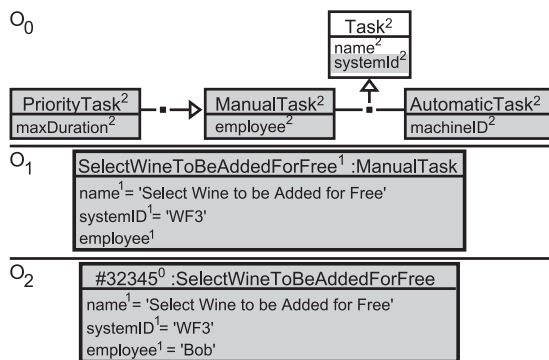 O0
Task2
name2
systemId2
PriorityTask2
maxDuration2
ManualTask2
employee2
AutomaticTask2
machineID2
O1
SelectWineToBeAddedForFree1 :ManualTask
name1= 'Select Wine to be Added for Free'
systemID1= 'WF3'
employee1
O2
#323450 :SelectWineToBeAddedForFree
name1= 'Select Wine to be Added for Free'
systemID1= 'WF3'
employee1 = 'Bob'